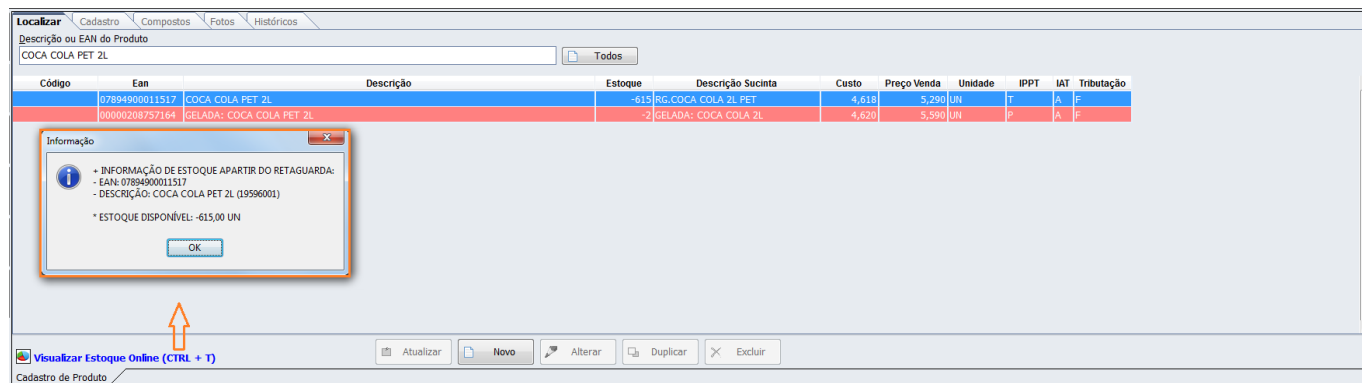 Localizar Cadastro Compostos Fotos Históricos
Descrição ou EAN do Produto
COCA COLA PET 2L Todos
Código Ean Descrição Estoque Descrição Sucinta Custo Preço Venda Unidade IPPT IAT Tributação
07894900011517 COCA COLA PET 2L -615 RG.COCA COLA 2L PET 4,618 5,290 UN T A F
00000208757164 GELADA: COCA COLA PET 2L -2 GELADA: COCA COLA 2L 4,620 5,590 UN P A F
Informação
+ INFORMAÇÃO DE ESTOQUE APARTIR DO RETAGUARDA:
- EAN: 07894900011517
- DESCRIÇÃO: COCA COLA PET 2L (19596001)
* ESTOQUE DISPONÍVEL: -615,00 UN
OK
Visualizar Estoque Online (CTRL + T) Atualizar Novo Alterar Duplicar Excluir
Cadastro de Produto